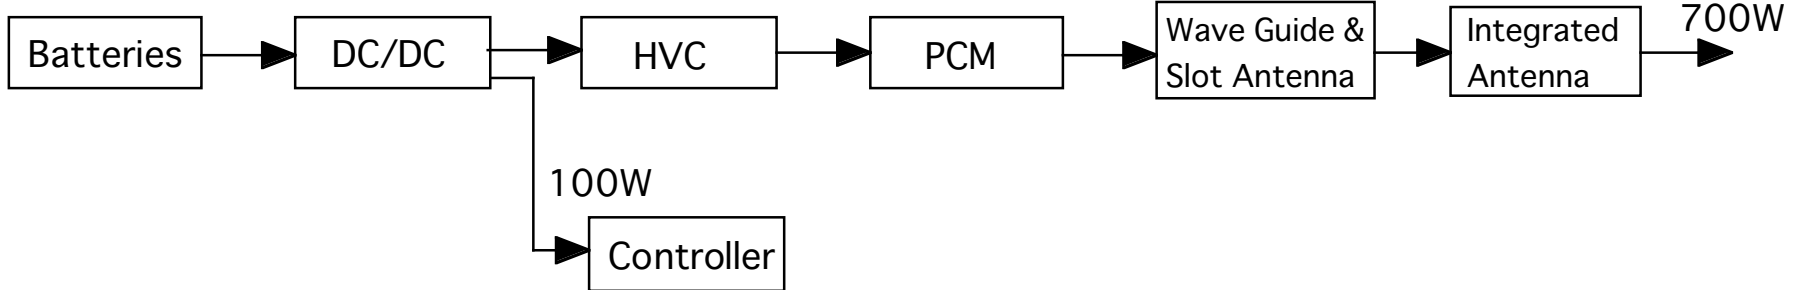 Batteries
DC/DC
HVC
PCM
Wave Guide &
Slot Antenna
Integrated
Antenna
700W
100W
Controller